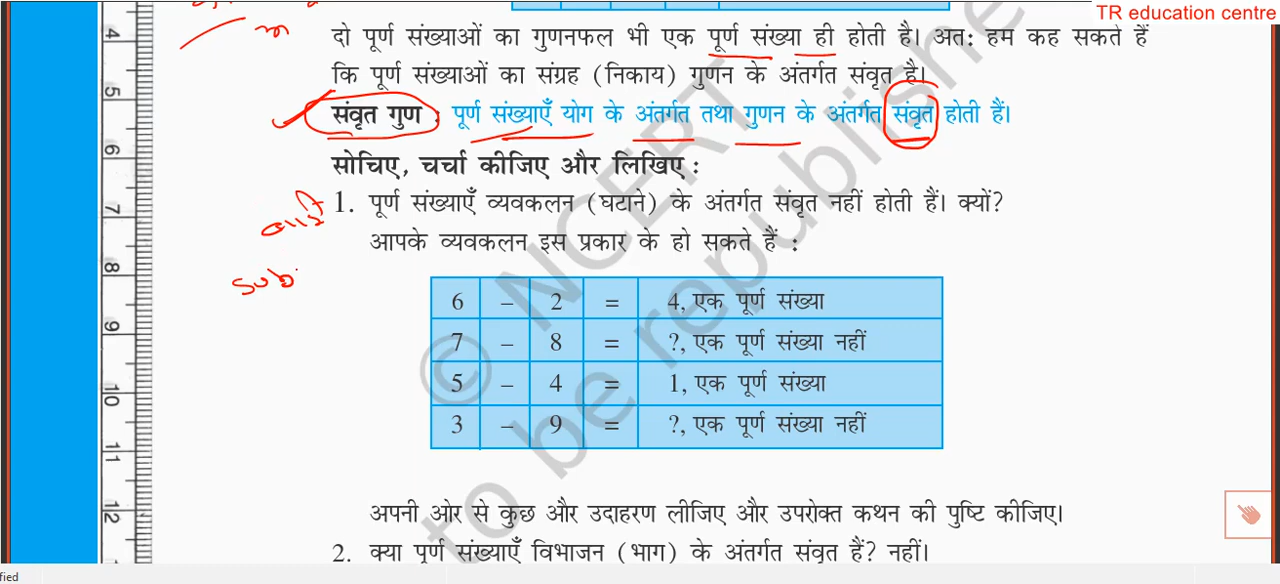 TR education centre
दो पूर्ण संख्याओं का गुणनफल भी एक पूर्ण संख्या ही होती है। अत: हम कह सकते हैं
कि पूर्ण संख्याओं का संग्रह (निकाय) गुणन के अंतर्गत संवृत है।
संवृत गुण : पूर्ण संख्याएँ योग के अंतर्गत तथा गुणन के अंतर्गत संवृत होती हैं।
सोचिए, चर्चा कीजिए और लिखिए :
1. पूर्ण संख्याएँ व्यवकलन (घटाने) के अंतर्गत संवृत नहीं होती हैं। क्यों?
आपके व्यवकलन इस प्रकार के हो सकते हैं :
sub
6 – 2 = 4, एक पूर्ण संख्या
7 – 8 = ?, एक पूर्ण संख्या नहीं
5 – 4 = 1, एक पूर्ण संख्या
3 – 9 = ?, एक पूर्ण संख्या नहीं
अपनी ओर से कुछ और उदाहरण लीजिए और उपरोक्त कथन की पुष्टि कीजिए।
2. क्या पूर्ण संख्याएँ विभाजन (भाग) के अंतर्गत संवृत हैं? नहीं।
4
5
6
7
8
9
10
11
12
© NCERT
to be republished
fied